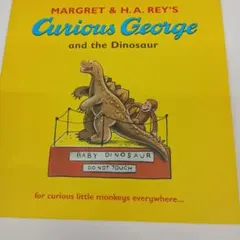 MARGRET & H. A. REY'S
Curious George
and the Dinosaur
BABY DINOSAUR
DO NOT TOUCH
for curious little monkeys everywhere...